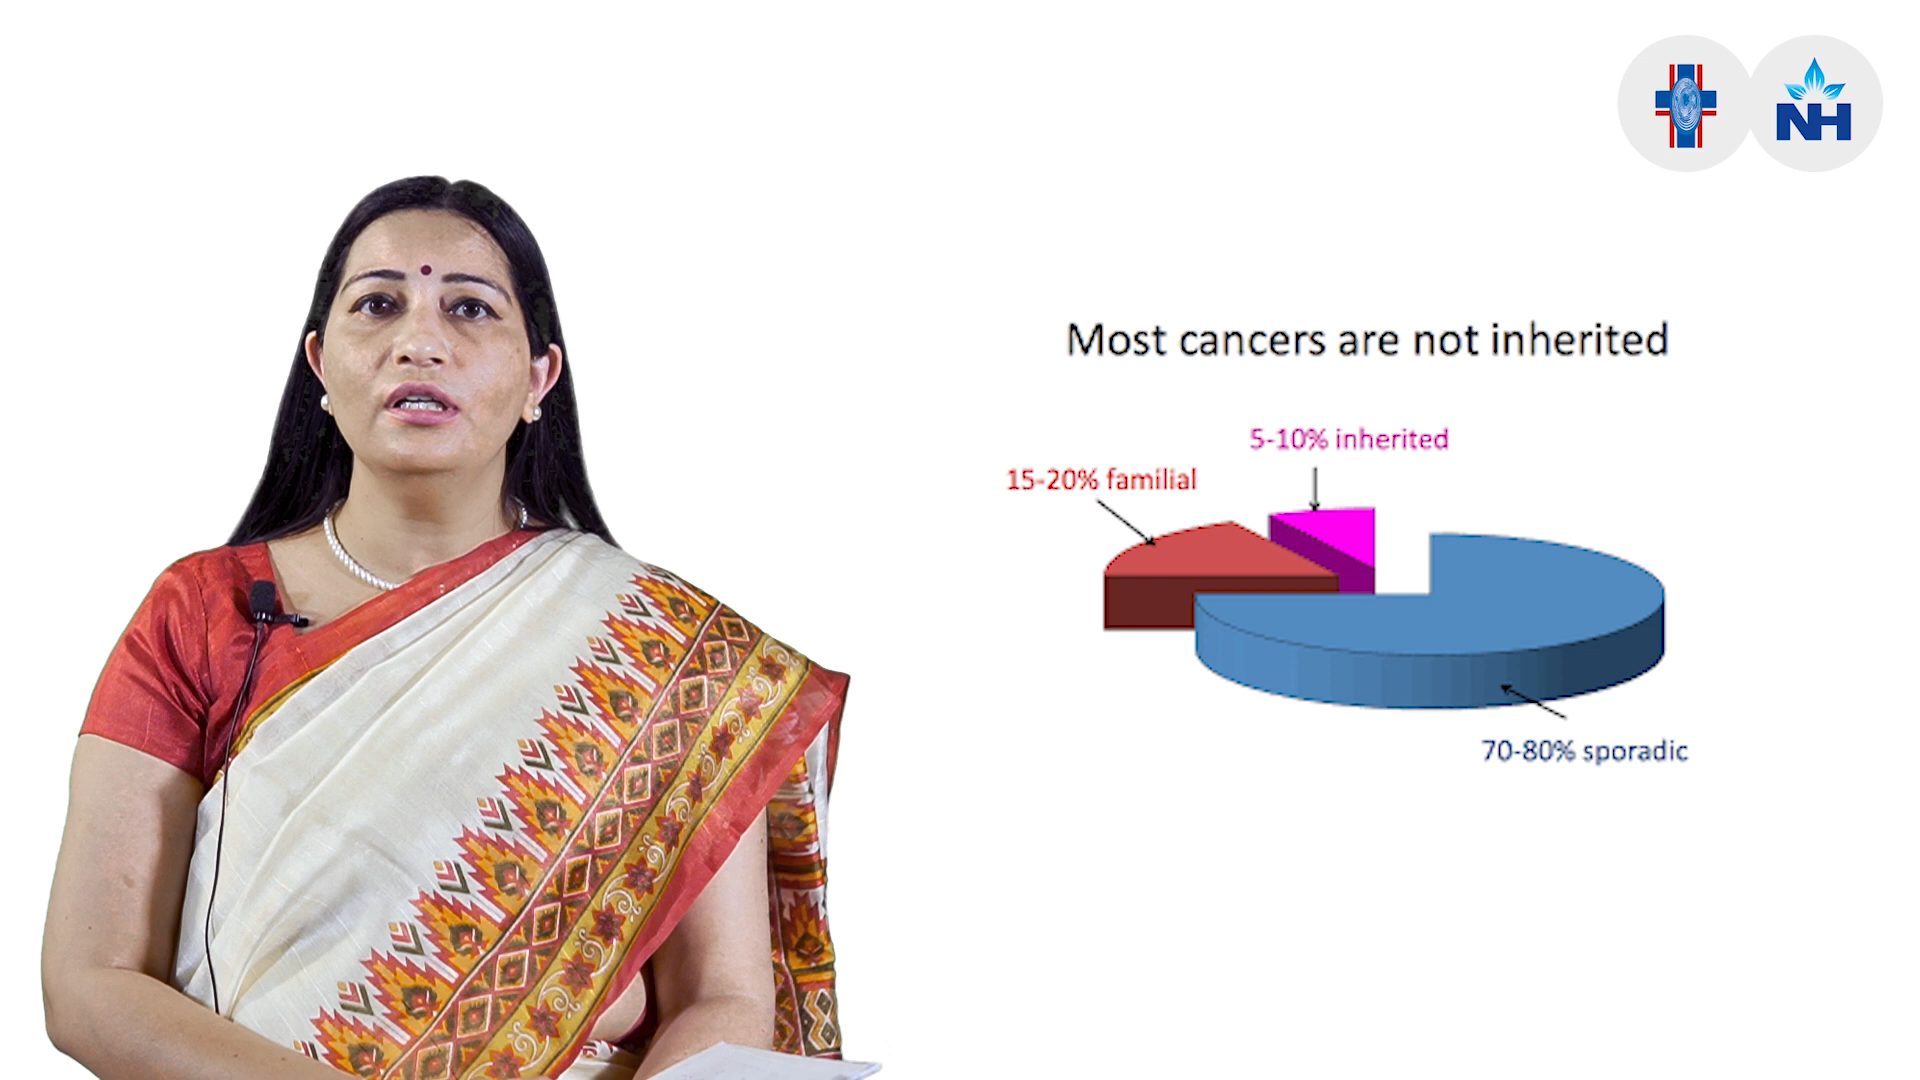 NH
Most cancers are not inherited
5-10% inherited
15-20% familial
70-80% sporadic